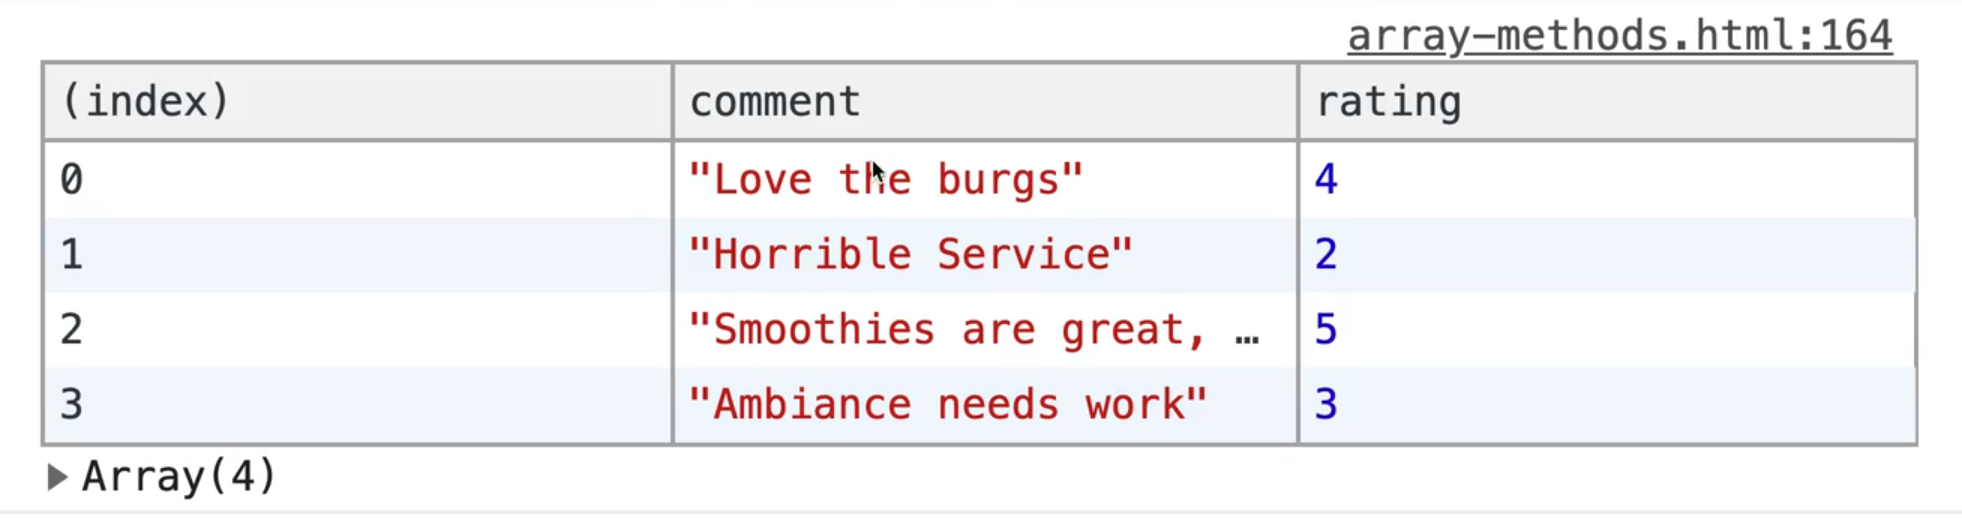 array-methods.html:164
(index) comment rating
0 "Love the burgs" 4
1 "Horrible Service" 2
2 "Smoothies are great, … 5
3 "Ambiance needs work" 3
▶ Array(4)